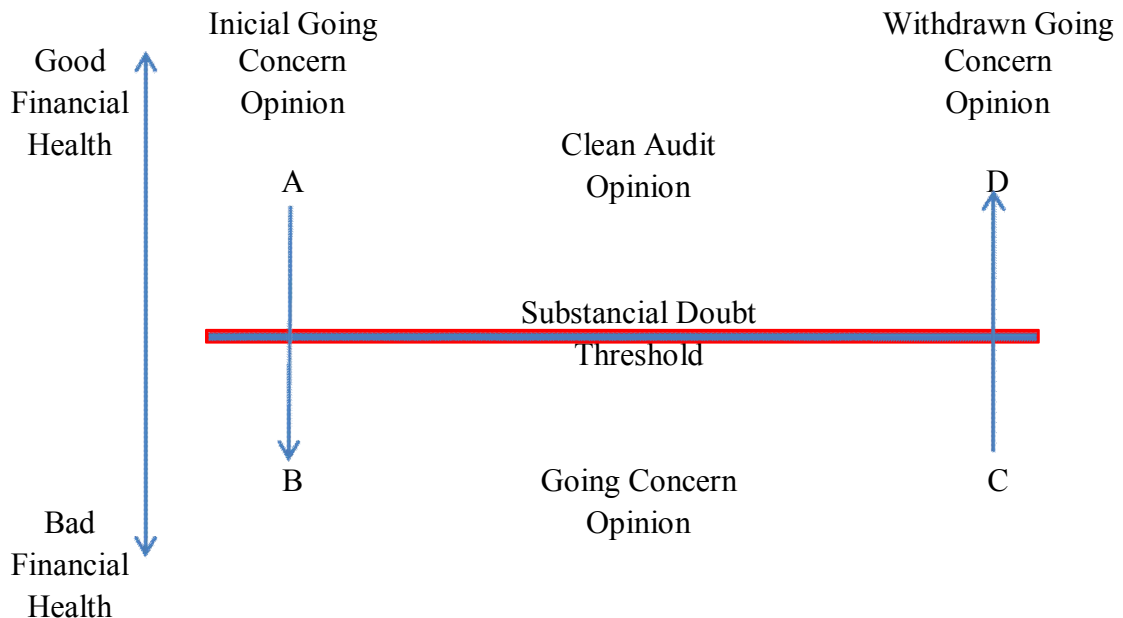 Inicial Going
Concern
Opinion
Withdrawn Going
Concern
Opinion
Good
Financial
Health
Clean Audit
Opinion
A
D
Substancial Doubt
Threshold
B
Going Concern
Opinion
C
Bad
Financial
Health